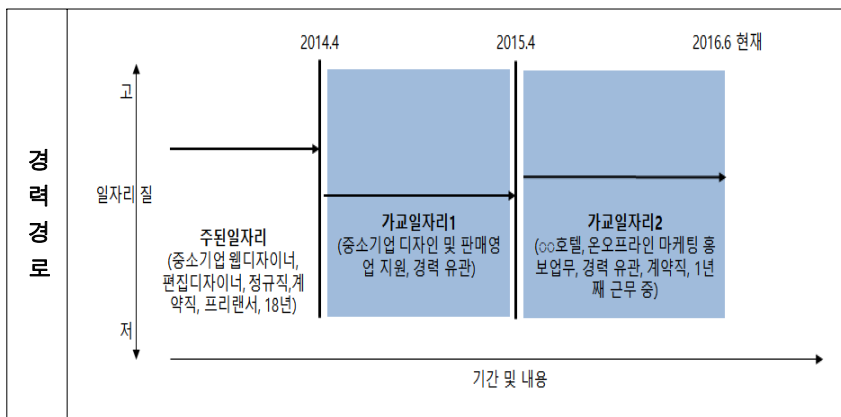 2014.4
2015.4
2016.6 현재
고
경
력
경
로
일자리 질
주된일자리
(중소기업 웹디자이너,
편집디자이너, 정규직,계
약직, 프리랜서, 18년)
가교일자리1
(중소기업 디자인 및 판매영
업 지원, 경력 유관)
가교일자리2
(○○호텔, 온오프라인 마케팅 홍
보업무, 경력 유관, 계약직, 1년
째 근무 중)
저
기간 및 내용